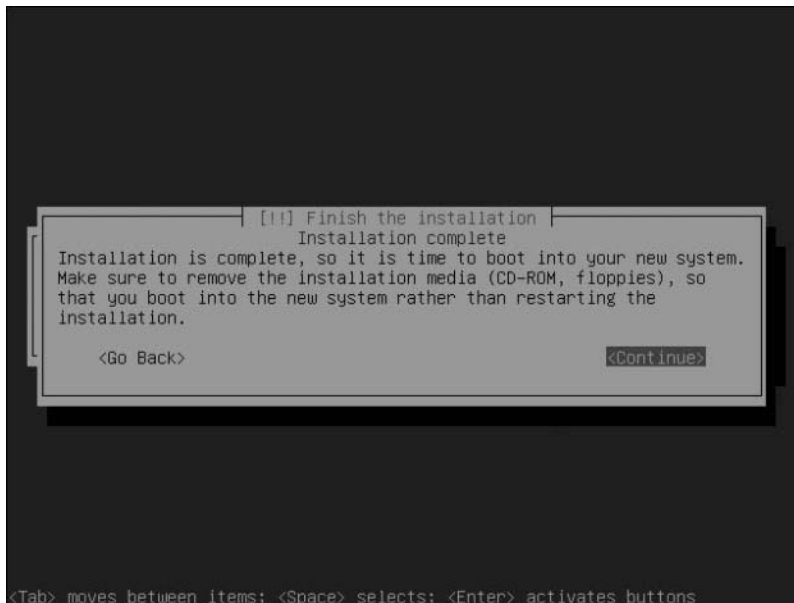 [!!] Finish the installation
Installation complete
Installation is complete, so it is time to boot into your new system.
Make sure to remove the installation media (CD-ROM, floppies), so
that you boot into the new system rather than restarting the
installation.
<Go Back> <Continue>
<Tab> moves between items; <Space> selects; <Enter> activates buttons